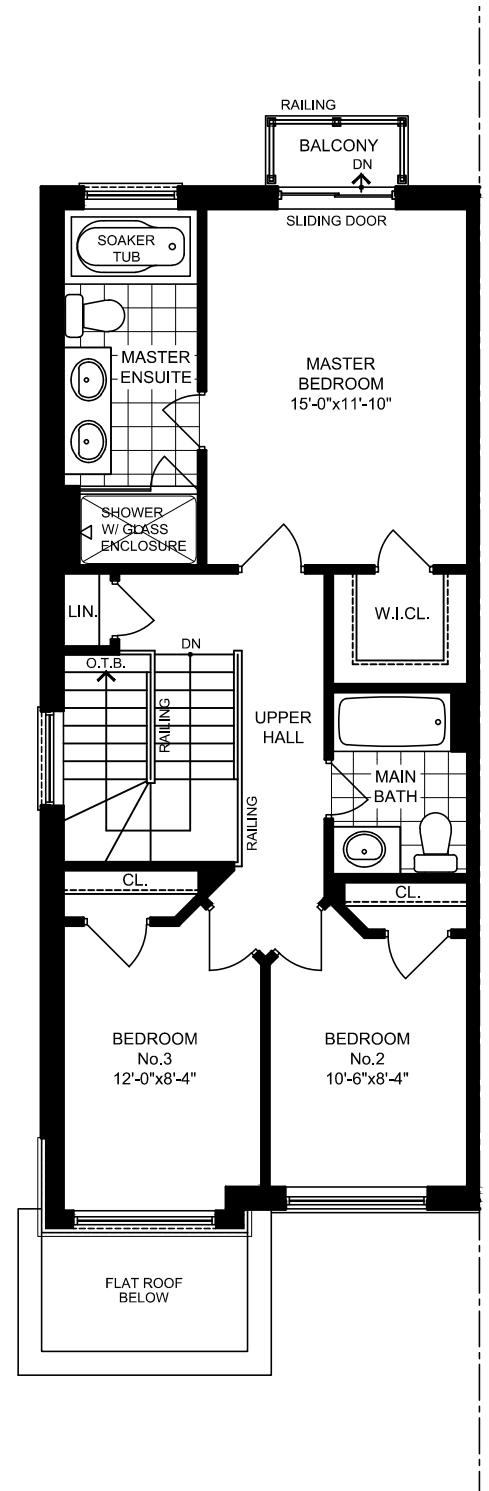 RAILING
BALCONY
DN
SLIDING DOOR
SOAKER
TUB
MASTER
ENSUITE
MASTER
BEDROOM
15'-0"x11'-10"
SHOWER
W/ GLASS
ENCLOSURE
LIN.
W.I.CL.
DN
O.T.B.
RAILING
UPPER
HALL
MAIN
BATH
RAILING
CL.
CL.
BEDROOM
No.3
12'-0"x8'-4"
BEDROOM
No.2
10'-6"x8'-4"
FLAT ROOF
BELOW